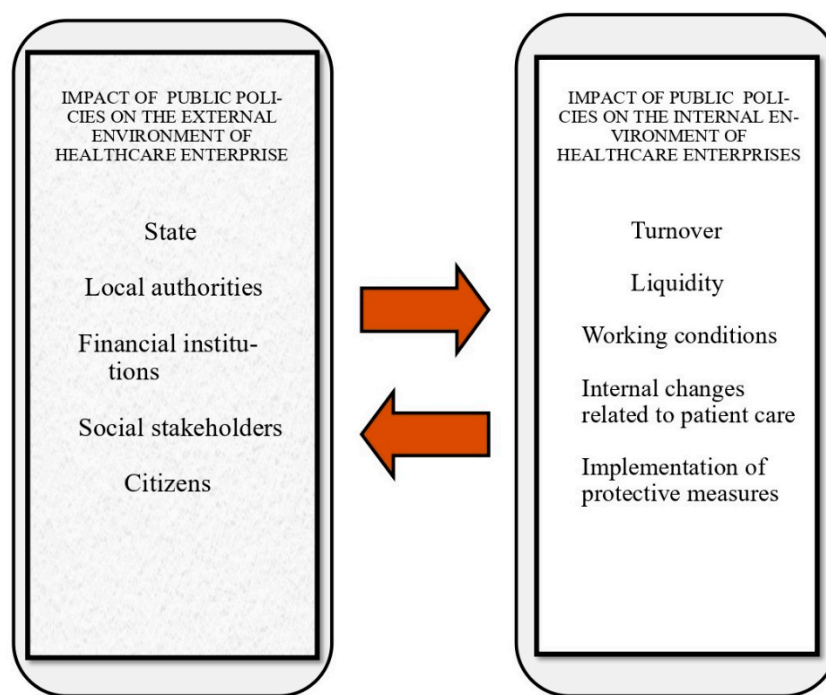 IMPACT OF PUBLIC POLI-
CIES ON THE EXTERNAL
ENVIRONMENT OF
HEALTHCARE ENTERPRISE
State
Local authorities
Financial institu-
tions
Social stakeholders
Citizens
IMPACT OF PUBLIC POLI-
CIES ON THE INTERNAL EN-
VIRONMENT OF
HEALTHCARE ENTERPRISES
Turnover
Liquidity
Working conditions
Internal changes
related to patient care
Implementation of
protective measures